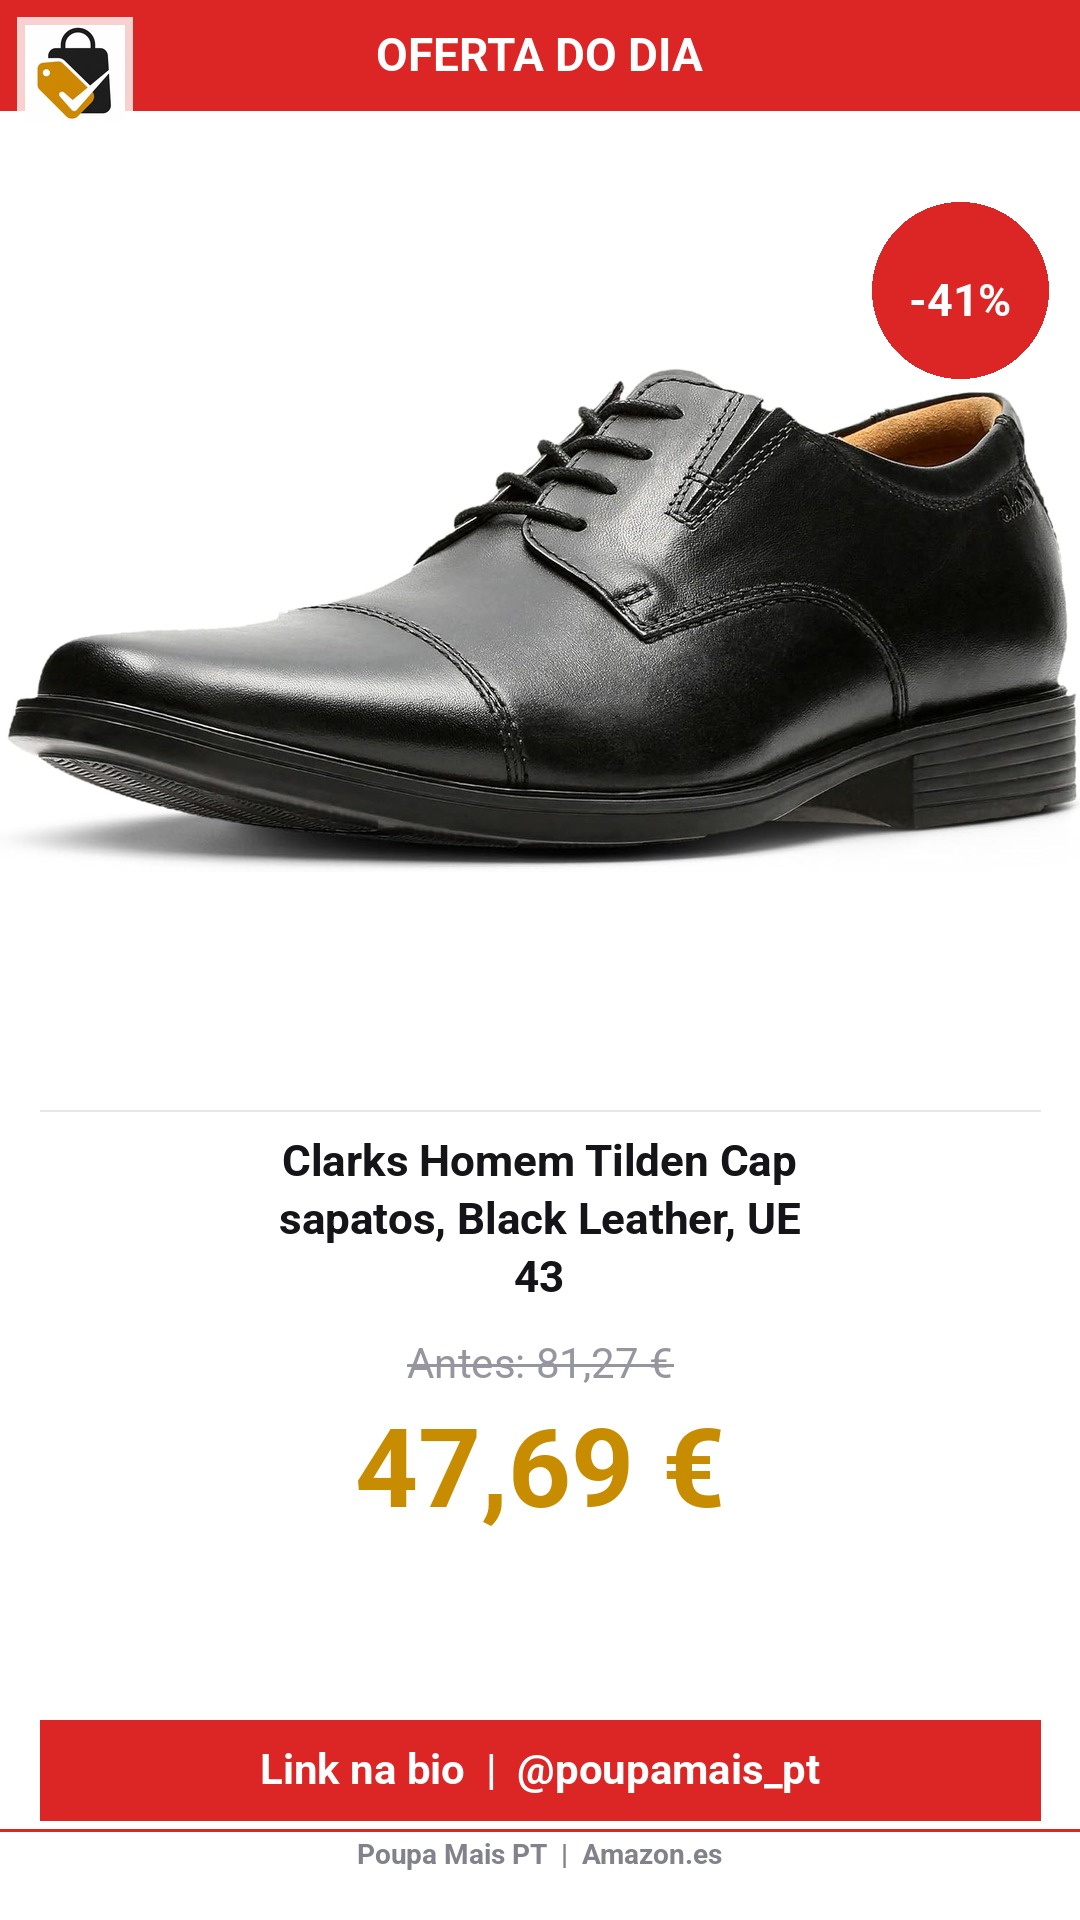 OFERTA DO DIA
-41%
Clarks Homem Tilden Cap
sapatos, Black Leather, UE
43
Antes: 81,27 €
47,69 €
Link na bio | @poupamais_pt
Poupa Mais PT | Amazon.es